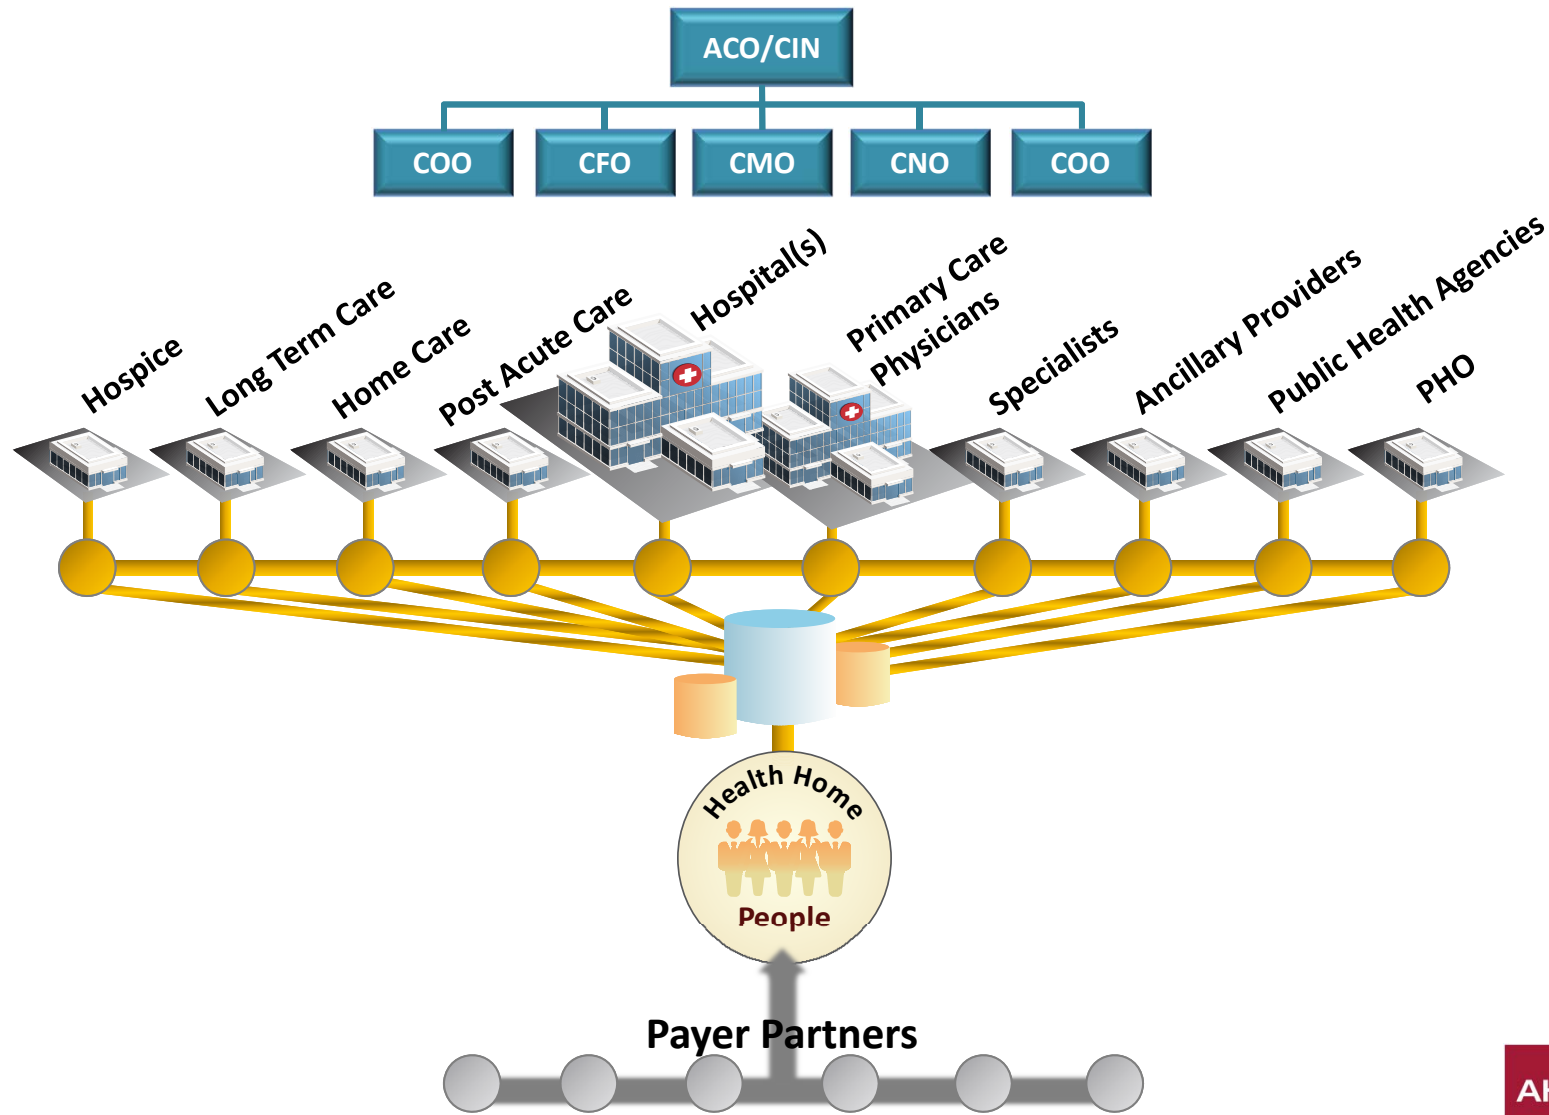 ACO/CIN
COO
CFO
CMO
CNO
COO
Hospice
Long Term Care
Home Care
Post Acute Care
Hospital(s)
Primary Care
Physicians
Specialists
Ancillary Providers
Public Health Agencies
PHO
Health Home
People
Payer Partners